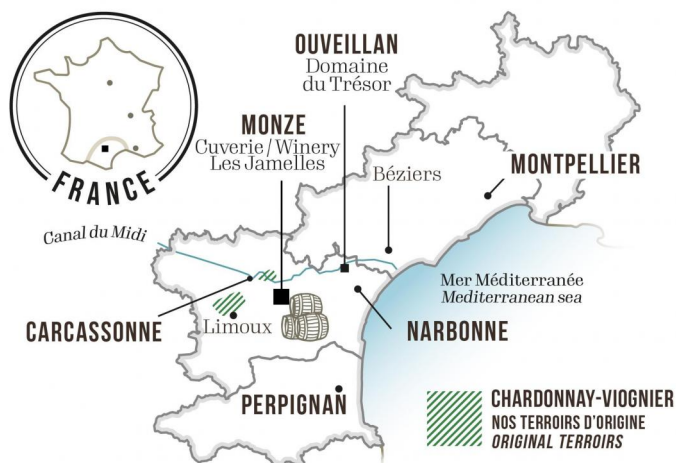 OUVEILLAN
Domaine
du Trésor
MONZE
Cuverie / Winery
Les Jamelles
Béziers
MONTPELLIER
FRANCE
Canal du Midi
Mer Méditerranée
Mediterranean sea
CARCASSONNE
Limoux
NARBONNE
PERPIGNAN
CHARDONNAY-VIOGNIER
NOS TERROIRS D'ORIGINE
ORIGINAL TERROIRS